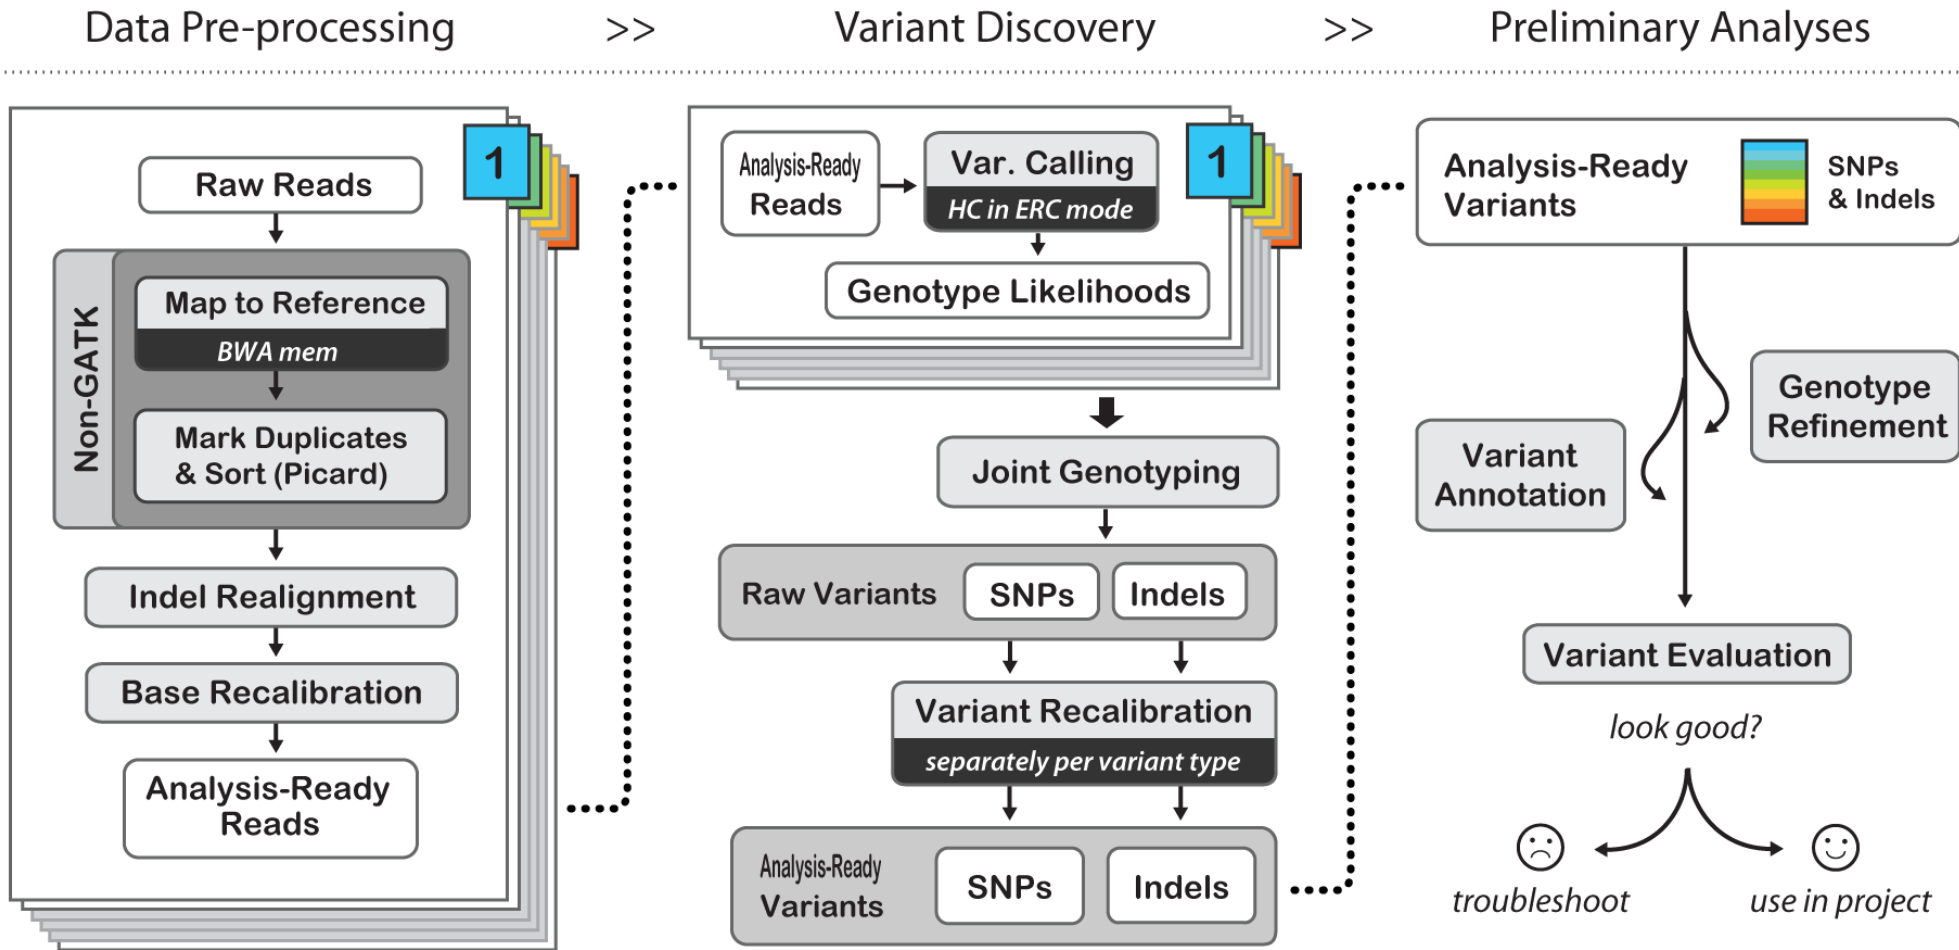 Data Pre-processing >> Variant Discovery >> Preliminary Analyses
1
Raw Reads
Non-GATK
Map to Reference
BWA mem
Mark Duplicates
& Sort (Picard)
Indel Realignment
Base Recalibration
Analysis-Ready
Reads
1
Analysis-Ready
Reads
Var. Calling
HC in ERC mode
Genotype Likelihoods
Joint Genotyping
Raw Variants
SNPs
Indels
Variant Recalibration
separately per variant type
Analysis-Ready
Variants
SNPs
Indels
Analysis-Ready
Variants
SNPs
& Indels
Genotype
Refinement
Variant
Annotation
Variant Evaluation
look good?
troubleshoot
use in project